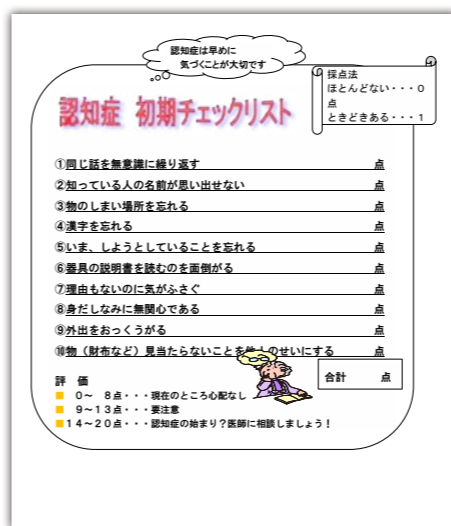 認知症は早めに
気づくことが大切です
採点法
ほとんどない・・・0
点
ときどきある・・・1
認知症 初期チェックリスト
①同じ話を無意識に繰り返す 点
②知っている人の名前が思い出せない 点
③物のしまい場所を忘れる 点
④漢字を忘れる 点
⑤いま、しようとしていることを忘れる 点
⑥器具の説明書を読むのを面倒がる 点
⑦理由もないのに気がふさぐ 点
⑧身だしなみに無関心である 点
⑨外出をおっくうがる 点
⑩物（財布など）見当たらないことを他人のせいにする 点
合計 点
評 価
0～ 8点・・・現在のところ心配なし
9～13点・・・要注意
14～20点・・・認知症の始まり？医師に相談しましょう！